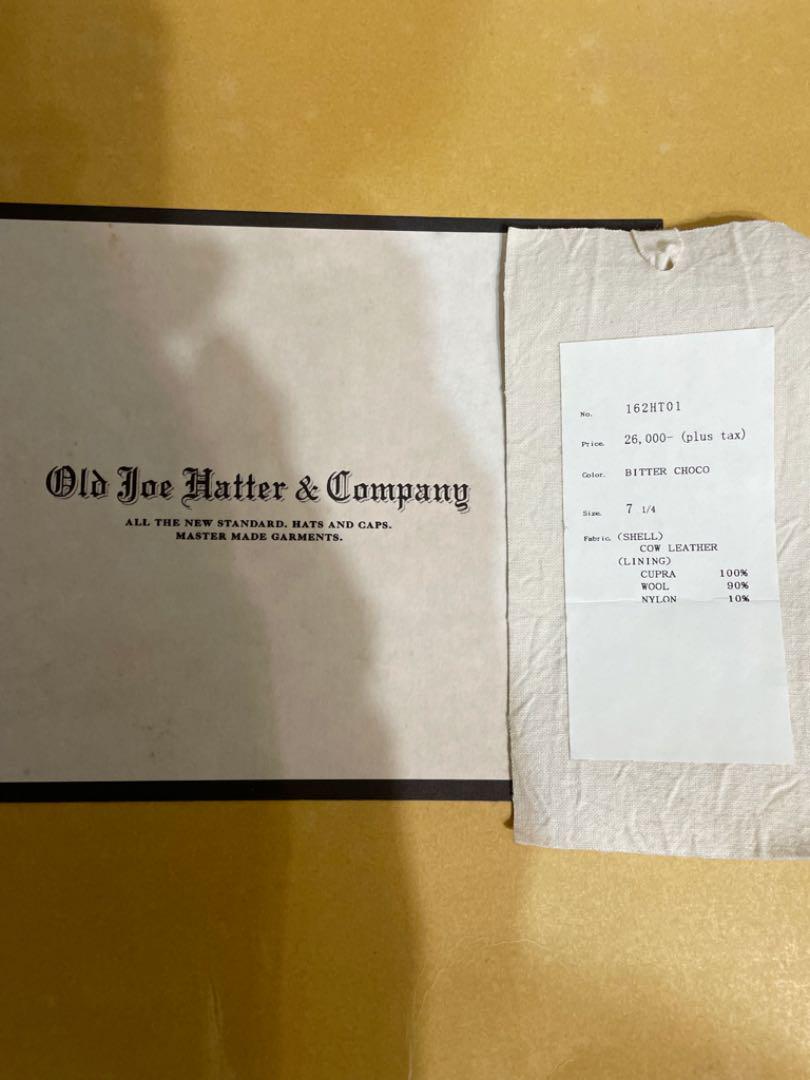 Old Joe Hatter & Company
ALL THE NEW STANDARD. HATS AND CAPS.
MASTER MADE GARMENTS.
No. 162HT01
Price. 26,000- (plus tax)
Color. BITTER CHOCO
Size. 7 1/4
Fabric. (SHELL)
COW LEATHER
(LINING)
CUPRA 100%
WOOL 90%
NYLON 10%